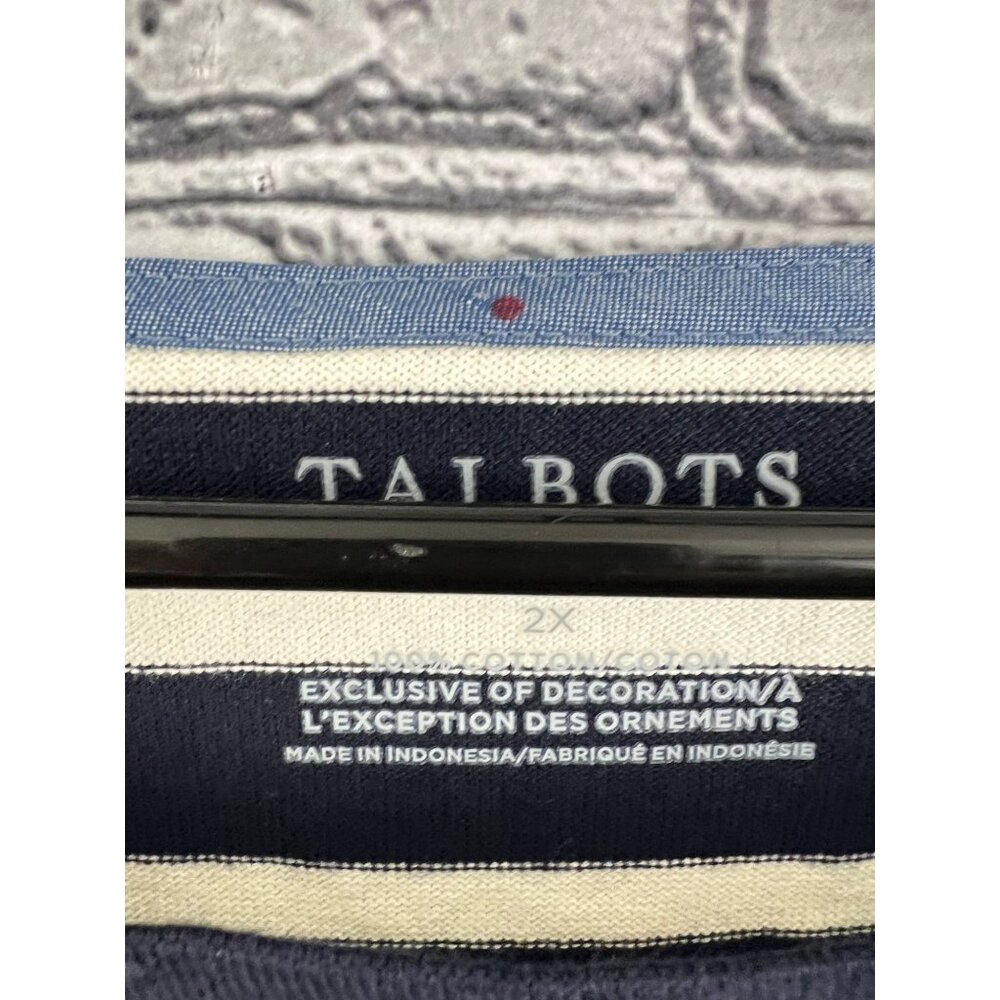 TALBOTS
2X
100% COTTON/COTON
EXCLUSIVE OF DECORATION/À
L'EXCEPTION DES ORNEMENTS
MADE IN INDONESIA/FABRIQUÉ EN INDONÉSIE